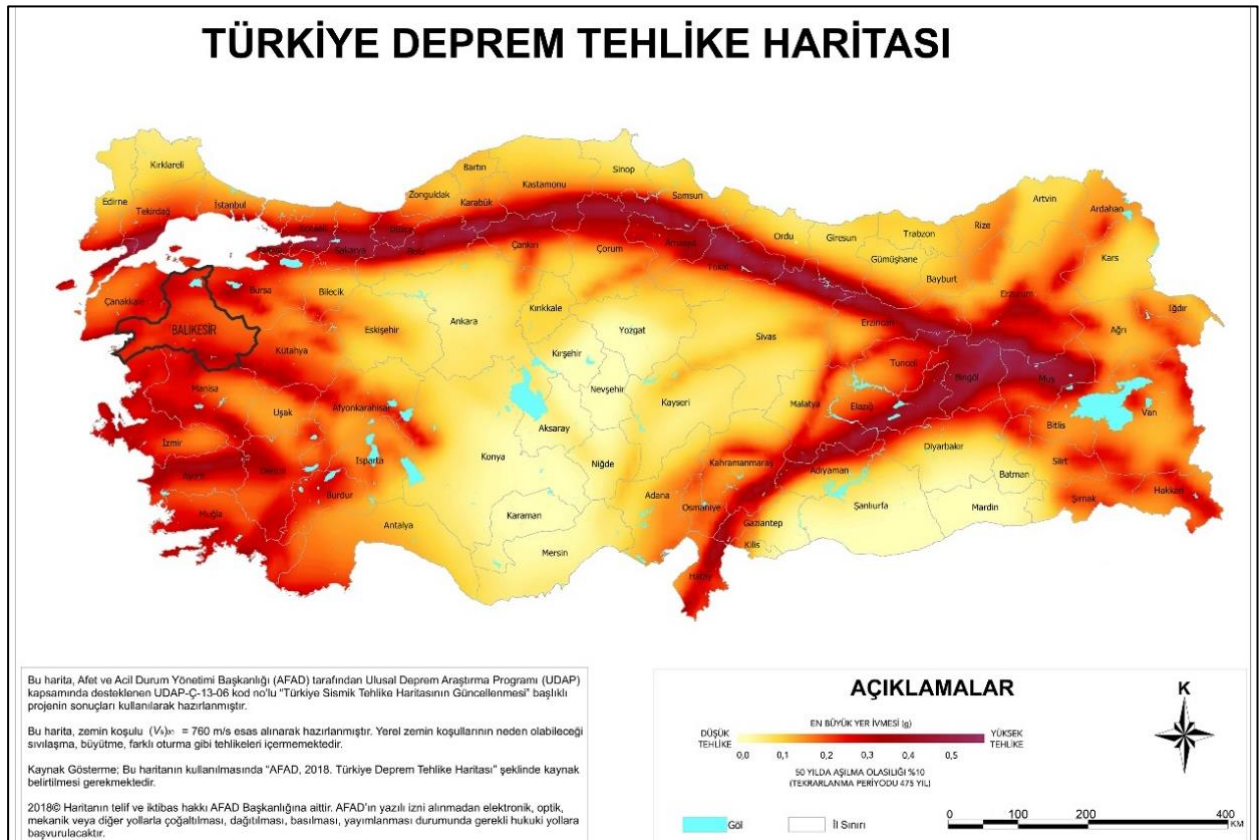 TÜRKİYE DEPREM TEHLİKE HARİTASI
Kırklareli
Edirne
Tekirdağ
İstanbul
Bartın
Zonguldak
Karabük
Kastamonu
Sinop
Samsun
Sakarya
Bolu
Çankırı
Çorum
Amasya
Tokat
Ordu
Giresun
Trabzon
Gümüşhane
Bayburt
Rize
Artvin
Ardahan
Kars
Iğdır
Ağrı
Erzurum
Erzincan
Çanakkale
BALIKESİR
Bursa
Bilecik
Eskişehir
Kütahya
Ankara
Kırıkkale
Yozgat
Sivas
Kırşehir
Nevşehir
Kayseri
Malatya
Elazığ
Tunceli
Bingöl
Muş
Bitlis
Van
Manisa
Uşak
Afyonkarahisar
İzmir
Aydın
Denizli
Isparta
Burdur
Muğla
Antalya
Konya
Aksaray
Niğde
Karaman
Mersin
Adana
Osmaniye
Kahramanmaraş
Adıyaman
Gaziantep
Kilis
Hatay
Şanlıurfa
Diyarbakır
Batman
Mardin
Siirt
Şırnak
Hakkari
Bu harita, Afet ve Acil Durum Yönetimi Başkanlığı (AFAD) tarafından Ulusal Deprem Araştırma Programı (UDAP)
kapsamında desteklenen UDAP-Ç-13-06 kod no'lu "Türkiye Sismik Tehlike Haritasının Güncellenmesi" başlıklı
projenin sonuçları kullanılarak hazırlanmıştır.
Bu harita, zemin koşulu (Vs)30 = 760 m/s esas alınarak hazırlanmıştır. Yerel zemin koşullarının neden olabileceği
sıvılaşma, büyütme, farklı oturma gibi tehlikeleri içermemektedir.
Kaynak Gösterme; Bu haritanın kullanılmasında "AFAD, 2018. Türkiye Deprem Tehlike Haritası" şeklinde kaynak
belirtilmesi gerekmektedir.
2018© Haritanın telif ve iktibas hakkı AFAD Başkanlığına aittir. AFAD'ın yazılı izni alınmadan elektronik, optik,
mekanik veya diğer yollarla çoğaltılması, dağıtılması, basılması, yayımlanması durumunda gerekli hukuki yollara
başvurulacaktır.
AÇIKLAMALAR
EN BÜYÜK YER İVMESİ (g)
DÜŞÜK TEHLİKE
YÜKSEK TEHLİKE
0,0 0,1 0,2 0,3 0,4 0,5
50 YILDA AŞILMA OLASILIĞI %10
(TEKRARLANMA PERİYODU 475 YIL)
Göl
İl Sınırı
K
0 100 200 400
KM